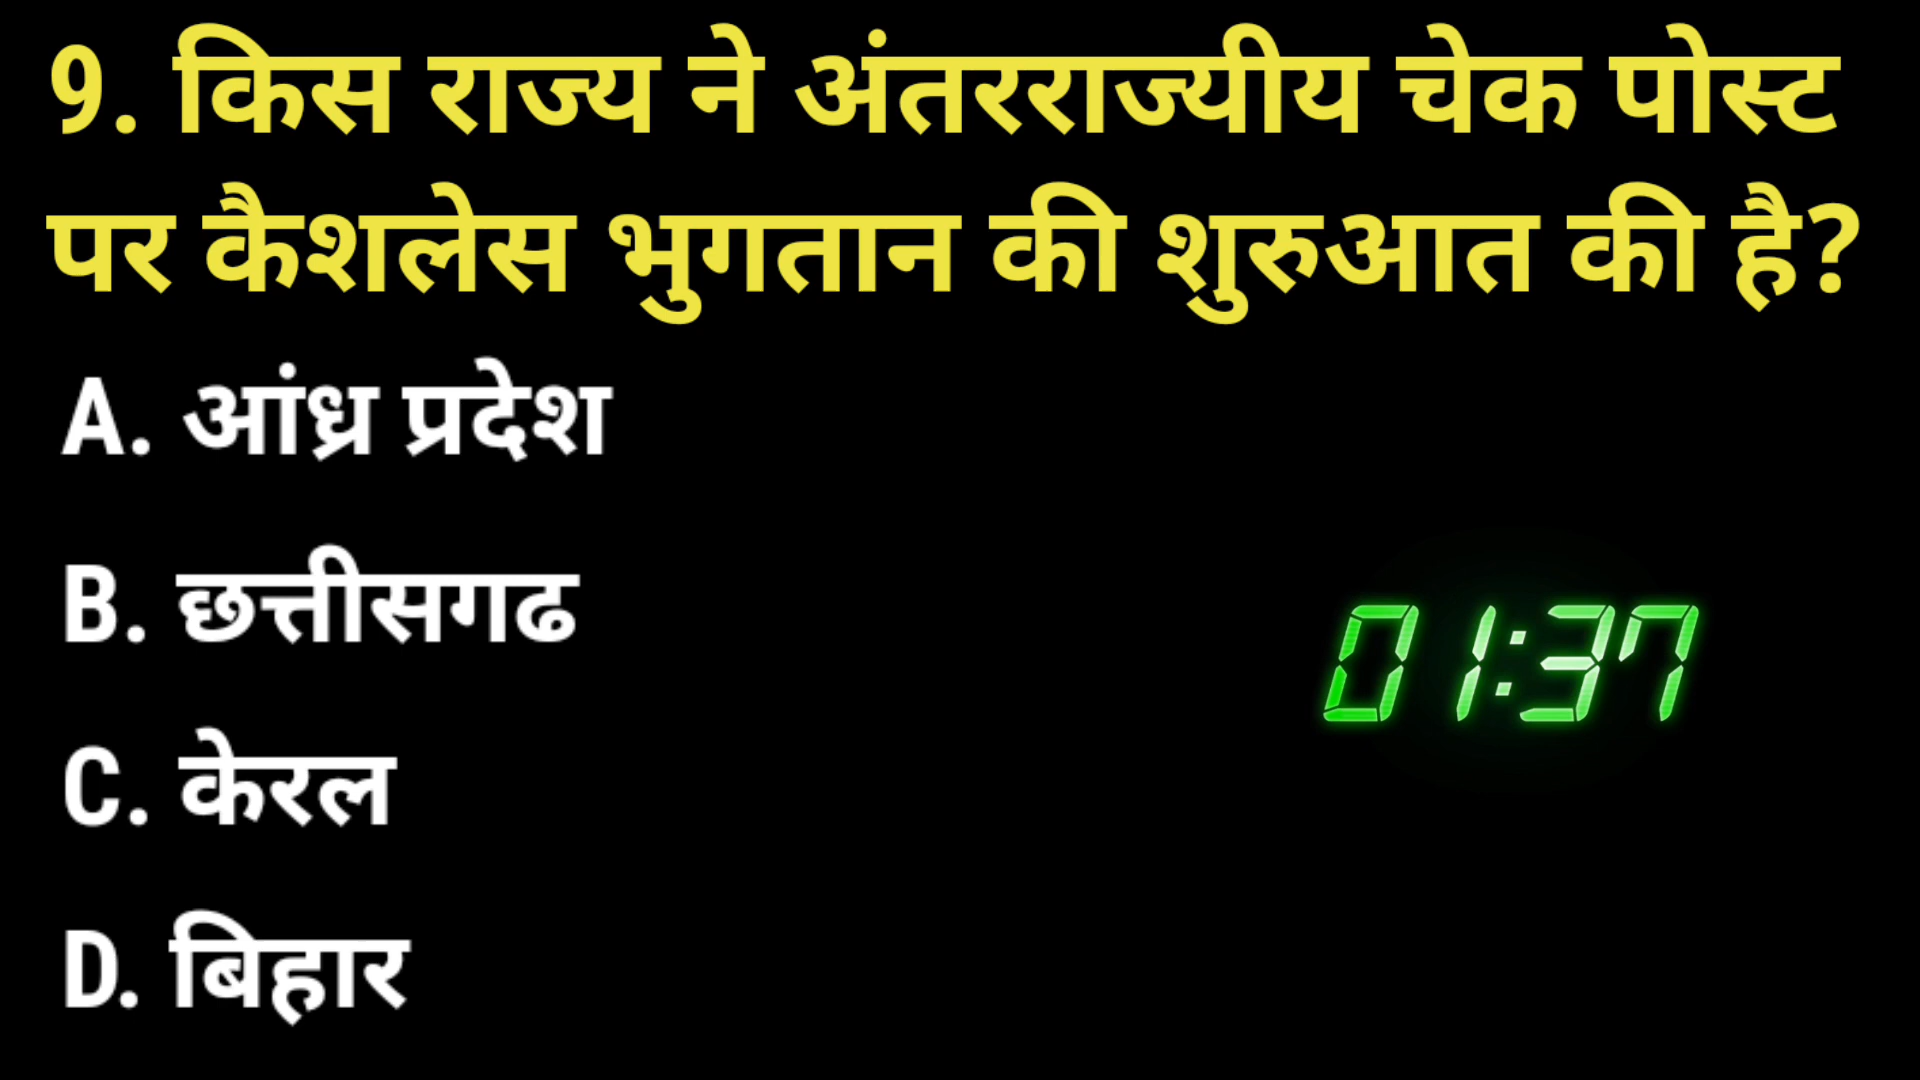 9. किस राज्य ने अंतरराज्यीय चेक पोस्ट
पर कैशलेस भुगतान की शुरुआत की है?
A. आंध्र प्रदेश
B. छत्तीसगढ
01:37
C. केरल
D. बिहार